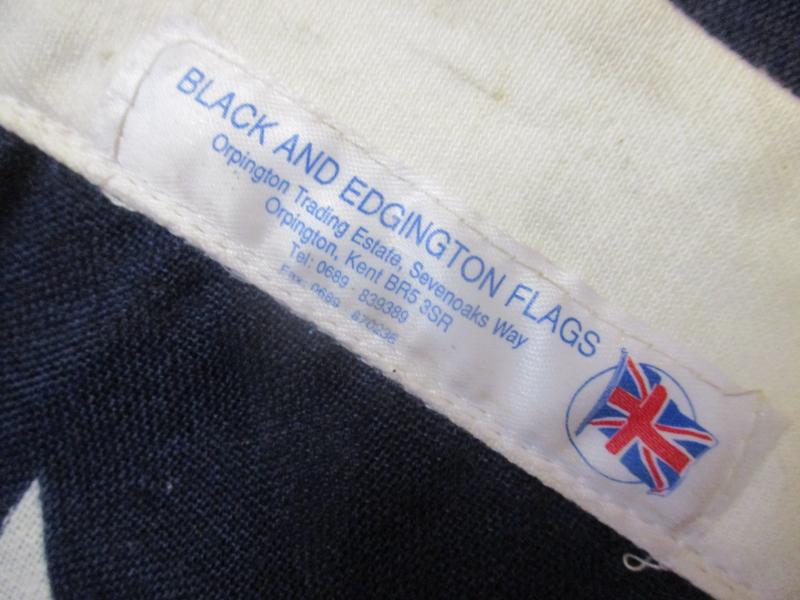 BLACK AND EDGINGTON FLAGS
Orpington Trading Estate, Sevenoaks Way
Orpington, Kent BR5 3SR
Tel: 0689 - 839389
Fax: 0689 - 870236